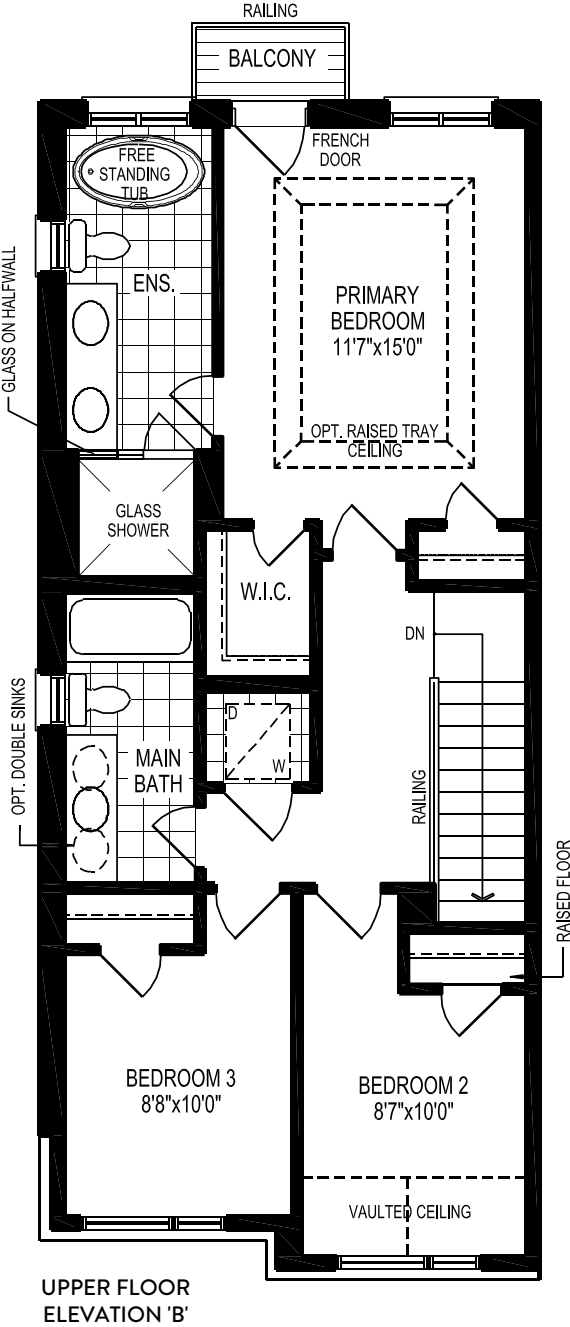 RAILING
BALCONY
FRENCH
DOOR
FREE
STANDING
TUB
ENS.
GLASS ON HALFWALL
PRIMARY
BEDROOM
11'7"x15'0"
OPT. RAISED TRAY
CEILING
GLASS
SHOWER
W.I.C.
DN
OPT. DOUBLE SINKS
MAIN
BATH
D
W
RAILING
RAISED FLOOR
BEDROOM 3
8'8"x10'0"
BEDROOM 2
8'7"x10'0"
VAULTED CEILING
UPPER FLOOR
ELEVATION 'B'